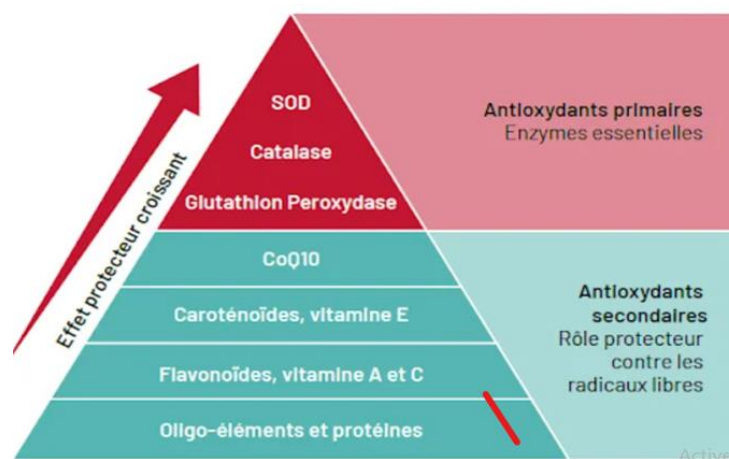 SOD
Catalase
Glutathion Peroxydase
CoQ10
Caroténoïdes, vitamine E
Flavonoïdes, vitamine A et C
Oligo-éléments et protéines
Effet protecteur croissant
Antioxydants primaires
Enzymes essentielles
Antioxydants
secondaires
Rôle protecteur
contre les
radicaux libres
Active